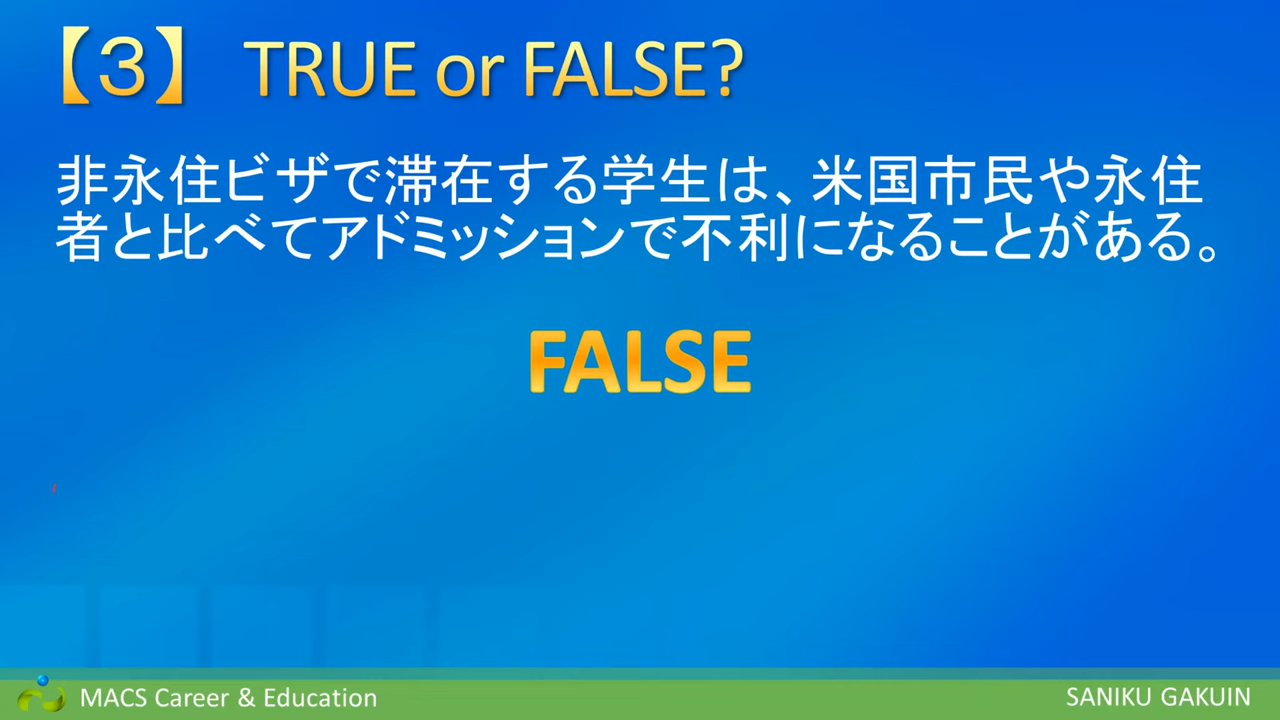 【３】 TRUE or FALSE?
非永住ビザで滞在する学生は、米国市民や永住
者と比べてアドミッションで不利になることがある。
FALSE
MACS Career & Education
SANIKU GAKUIN